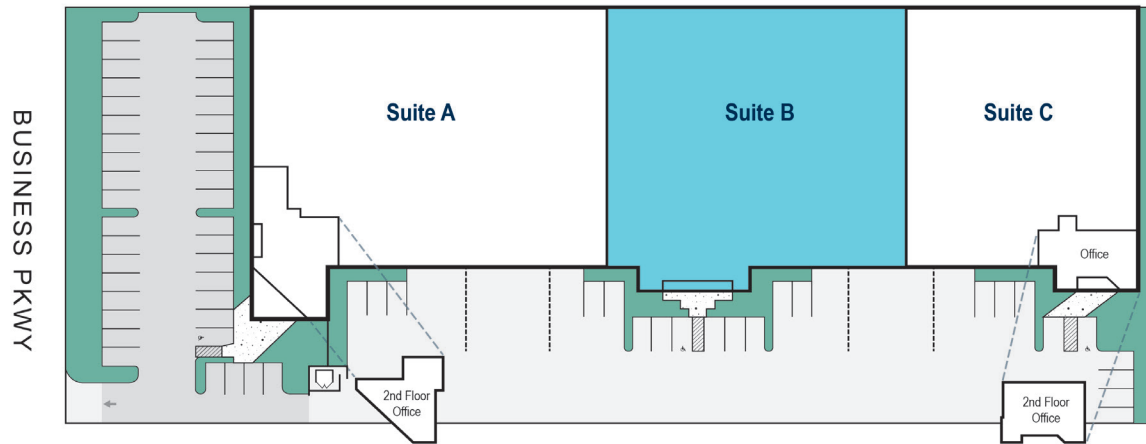 BUSINESS PKWY
Suite A
Suite B
Suite C
Office
2nd Floor
Office
2nd Floor
Office